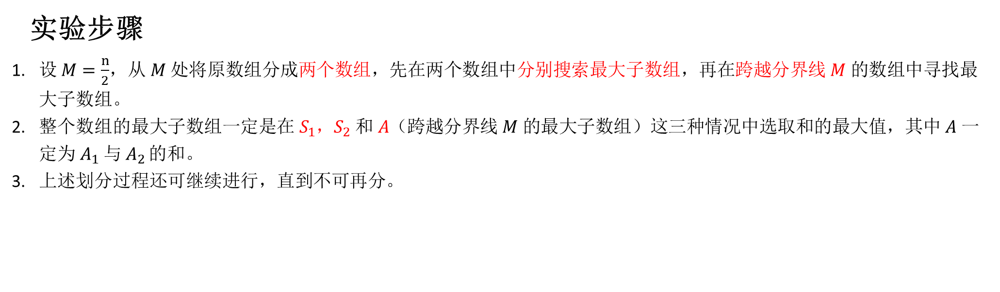 实验步骤
1. 设 M = n/2，从 M 处将原数组分成两个数组，先在两个数组中分别搜索最大子数组，再在跨越分界线 M 的数组中寻找最
大子数组。
2. 整个数组的最大子数组一定是在 S₁，S₂ 和 A（跨越分界线 M 的最大子数组）这三种情况中选取和的最大值，其中 A 一
定为 A₁ 与 A₂ 的和。
3. 上述划分过程还可继续进行，直到不可再分。